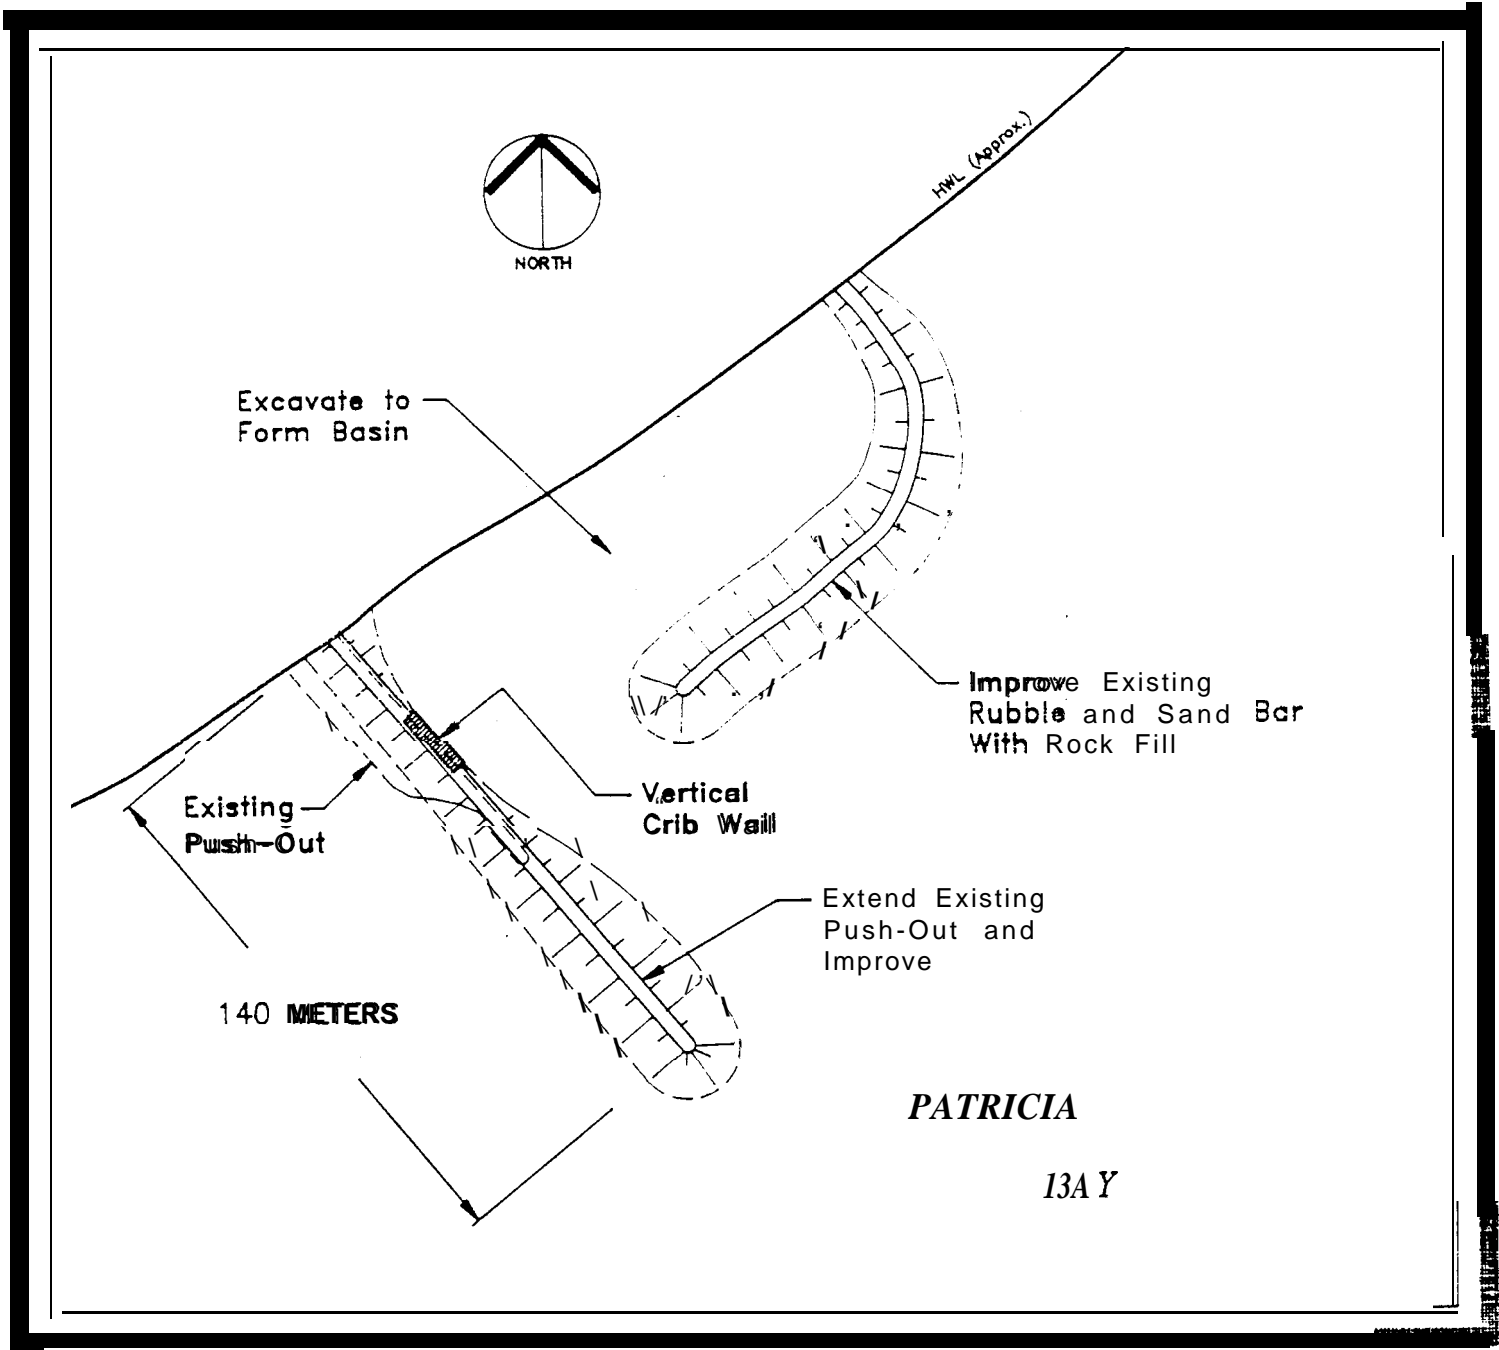 HWL (Approx.)
NORTH
Excavate to
Form Basin
Improve Existing
Rubble and Sand Bar
With Rock Fill
Existing
Push-Out
Vertical
Crib Wall
Extend Existing
Push-Out and
Improve
140 METERS
PATRICIA
13A Y